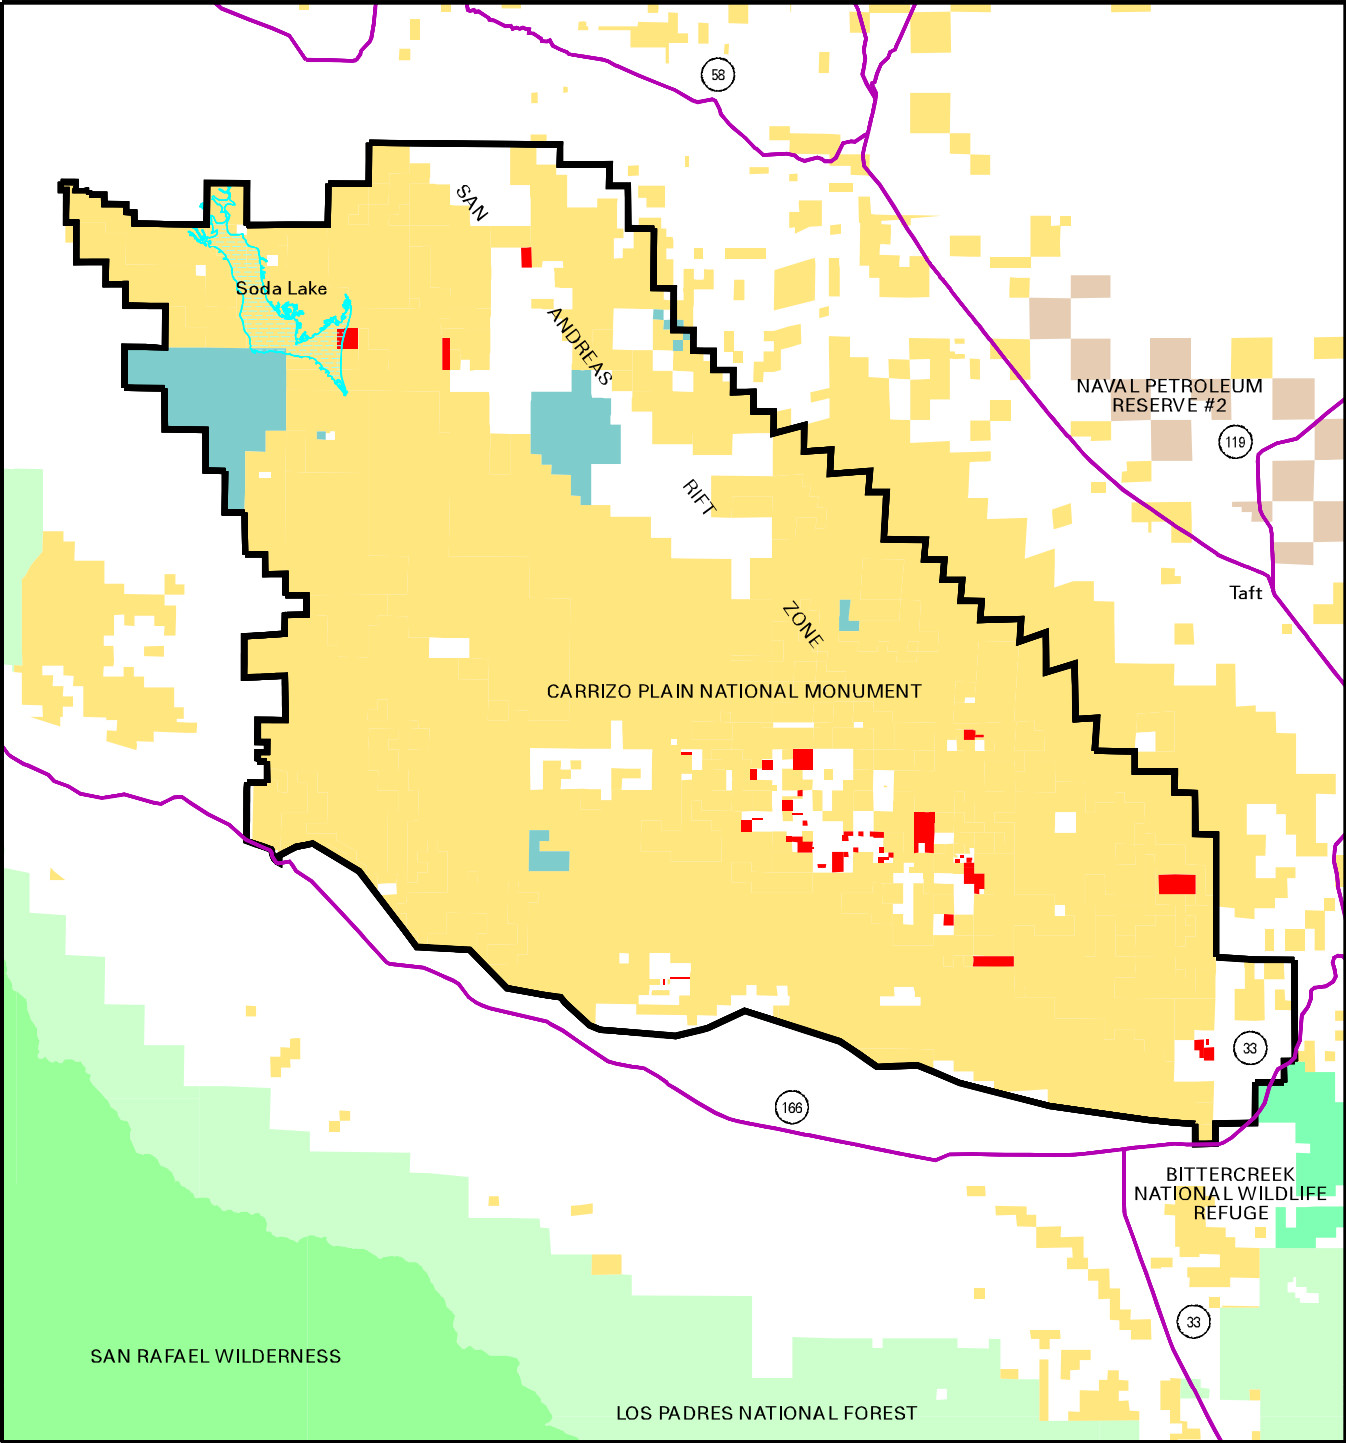 58
SAN
Soda Lake
ANDREAS
NAVAL PETROLEUM
RESERVE #2
119
RIFT
Taft
ZONE
CARRIZO PLAIN NATIONAL MONUMENT
33
166
BITTERCREEK
NATIONAL WILDLIFE
REFUGE
33
SAN RAFAEL WILDERNESS
LOS PADRES NATIONAL FOREST